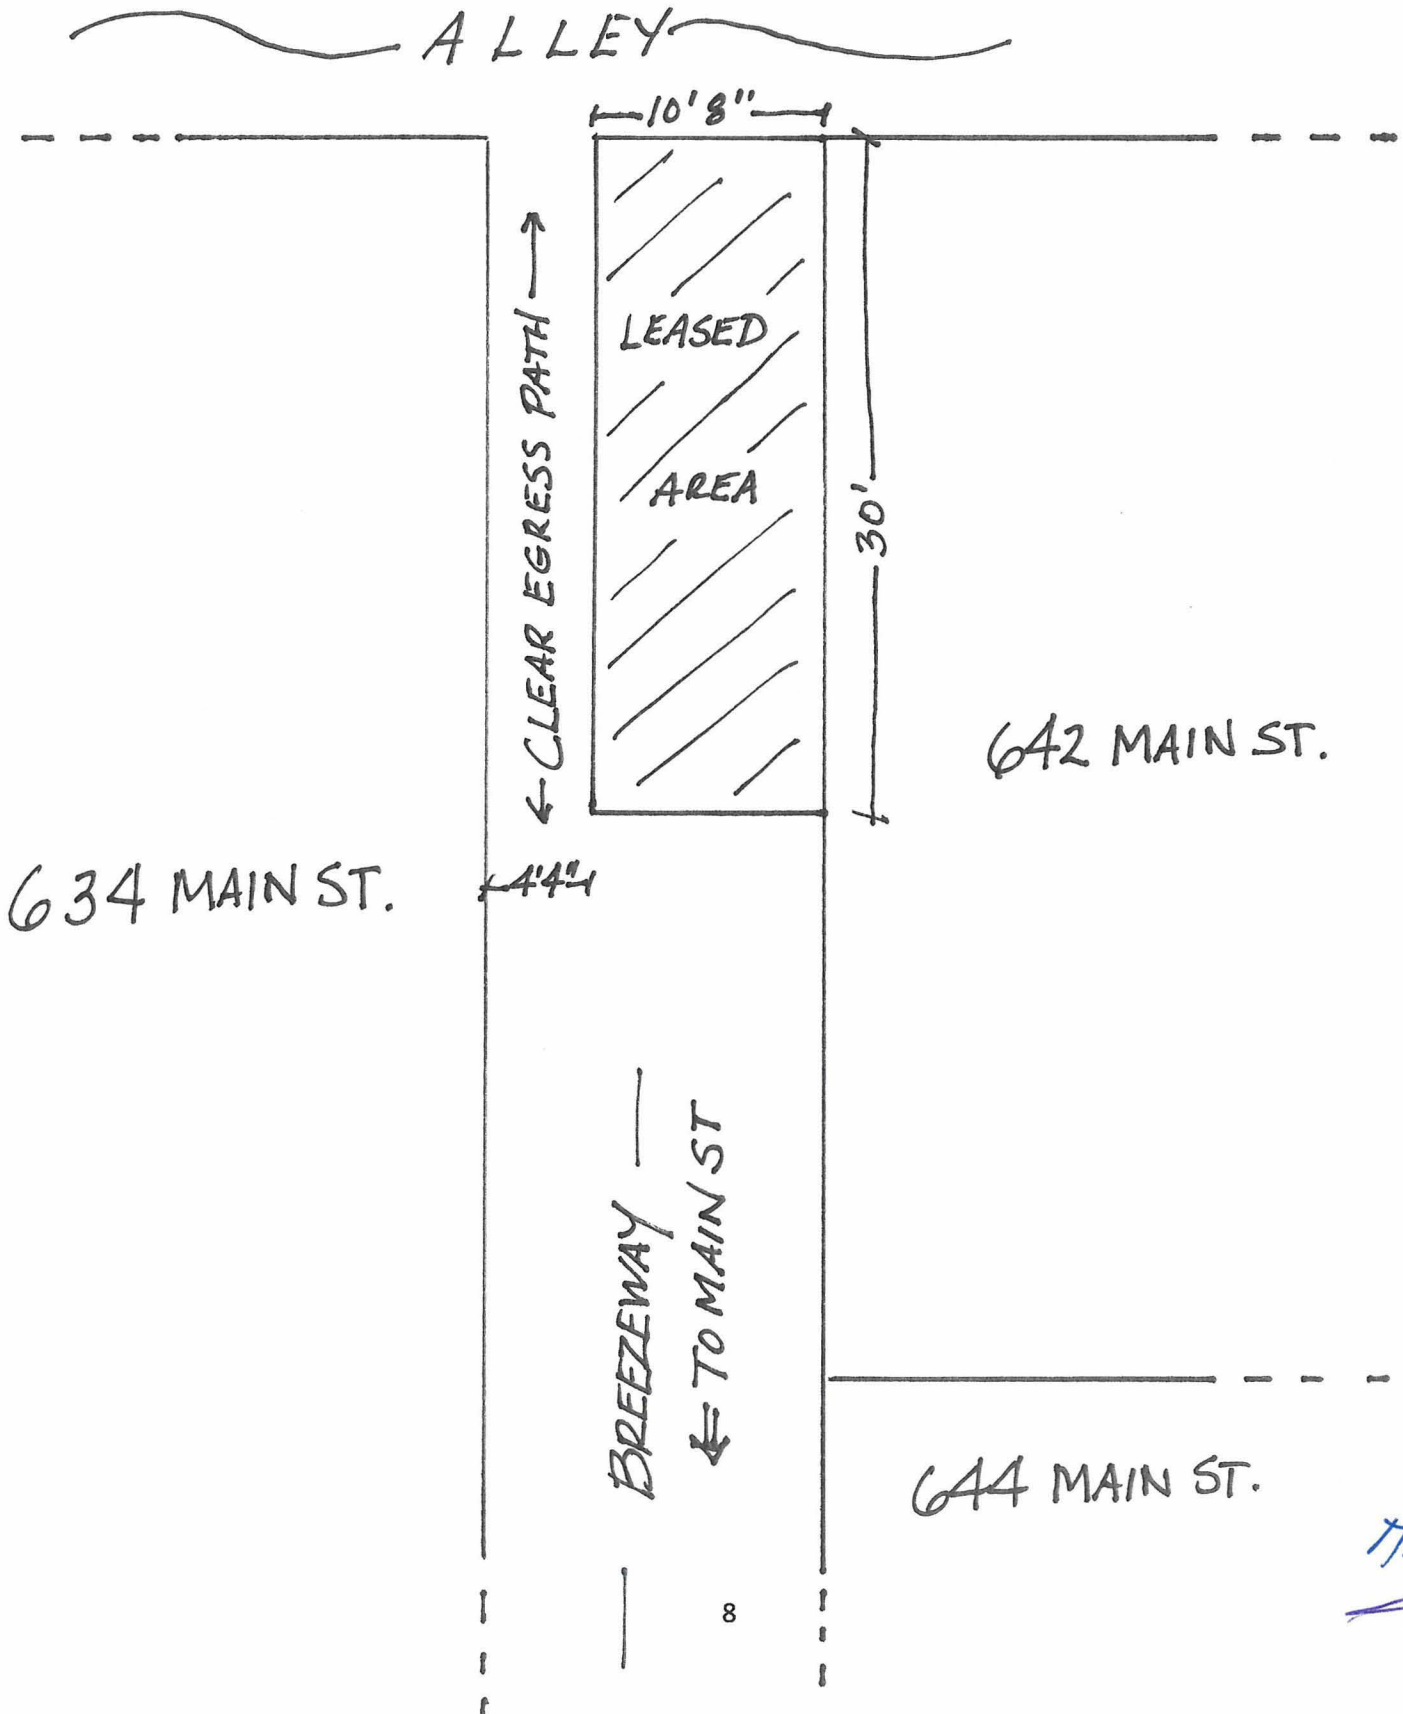 ALLEY
10'8"
LEASED
AREA
← CLEAR EGRESS PATH →
30'
642 MAIN ST.
634 MAIN ST.
4'4"
BREEZEWAY
← TO MAIN ST
644 MAIN ST.
8